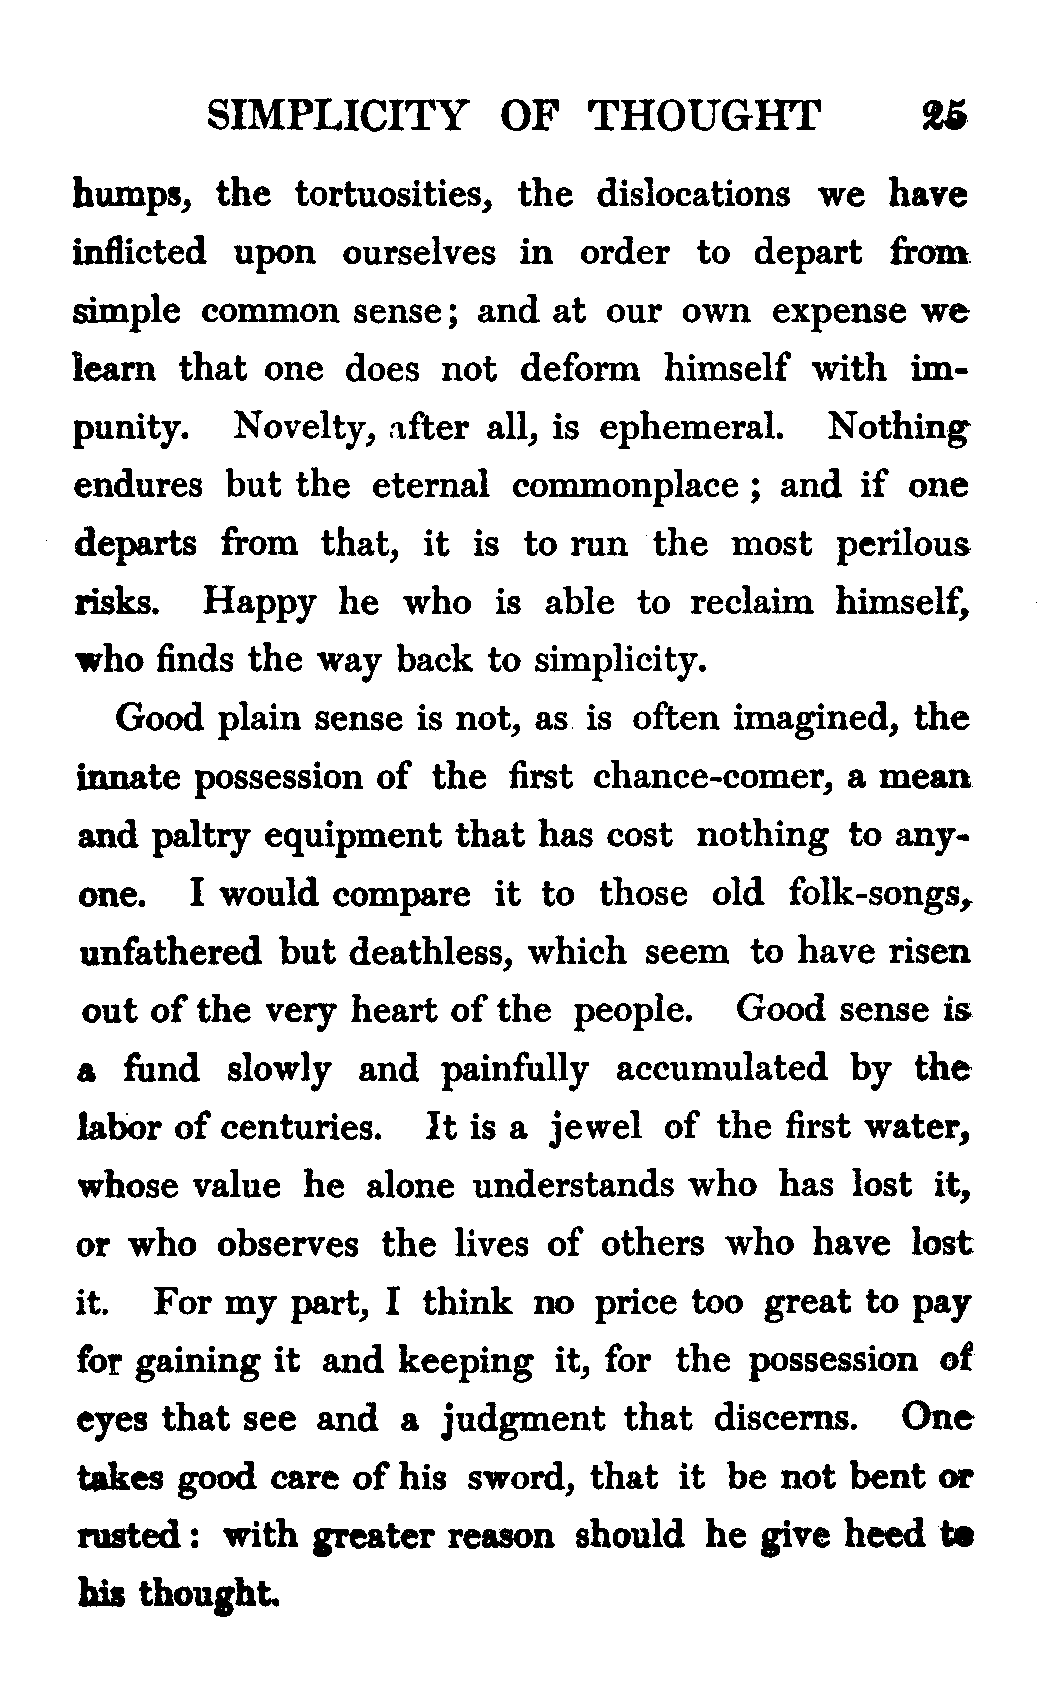 SIMPLICITY OF THOUGHT 25
humps, the tortuosities, the dislocations we have
inflicted upon ourselves in order to depart from
simple common sense; and at our own expense we
learn that one does not deform himself with im-
punity. Novelty, after all, is ephemeral. Nothing
endures but the eternal commonplace ; and if one
departs from that, it is to run the most perilous
risks. Happy he who is able to reclaim himself,
who finds the way back to simplicity.
Good plain sense is not, as is often imagined, the
innate possession of the first chance-comer, a mean
and paltry equipment that has cost nothing to any-
one. I would compare it to those old folk-songs,
unfathered but deathless, which seem to have risen
out of the very heart of the people. Good sense is
a fund slowly and painfully accumulated by the
labor of centuries. It is a jewel of the first water,
whose value he alone understands who has lost it,
or who observes the lives of others who have lost
it. For my part, I think no price too great to pay
for gaining it and keeping it, for the possession of
eyes that see and a judgment that discerns. One
takes good care of his sword, that it be not bent or
rusted : with greater reason should he give heed to
his thought.